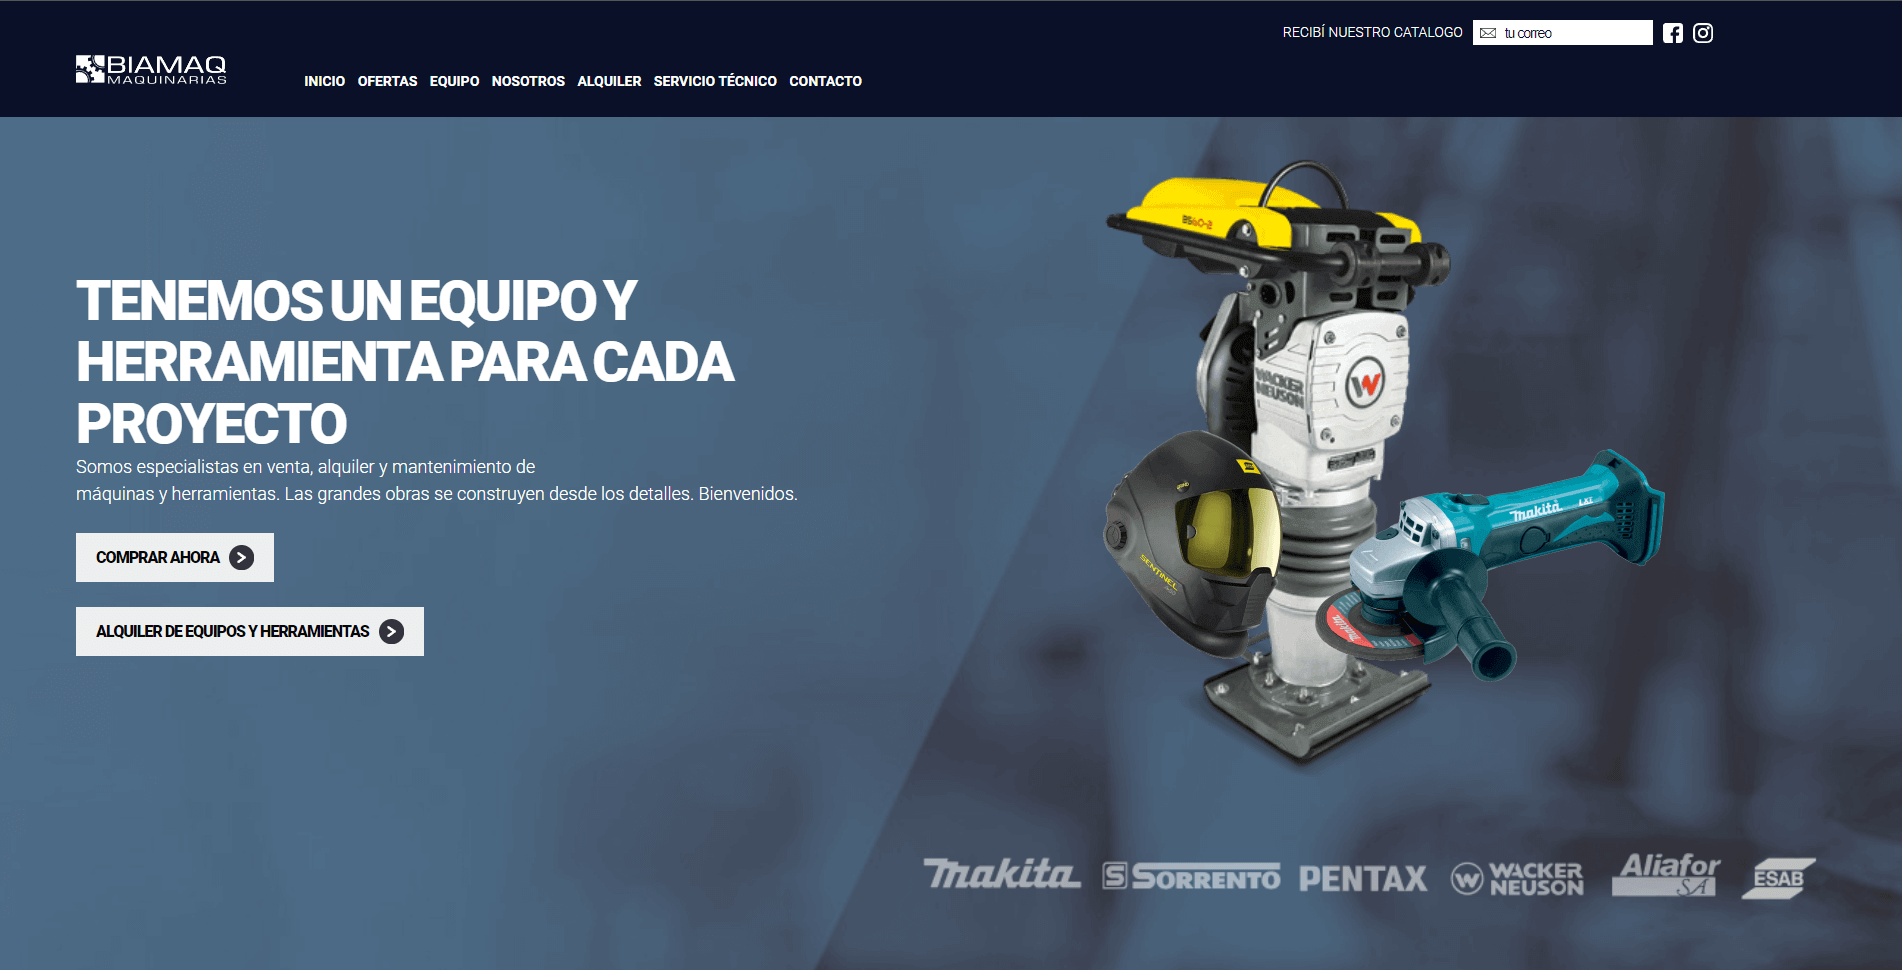 RECIBÍ NUESTRO CATALOGO
tu correo
BIAMAQ
MAQUINARIAS
INICIO OFERTAS EQUIPO NOSOTROS ALQUILER SERVICIO TÉCNICO CONTACTO
TENEMOS UN EQUIPO Y
HERRAMIENTA PARA CADA
PROYECTO
Somos especialistas en venta, alquiler y mantenimiento de
máquinas y herramientas. Las grandes obras se construyen desde los detalles. Bienvenidos.
COMPRAR AHORA
ALQUILER DE EQUIPOS Y HERRAMIENTAS
BS60-2
WACKER
NEUSON
SENTINEL
makita
LXT
makita
makita
S SORRENTO
PENTAX
WACKER
NEUSON
Aliafor
SA
ESAB